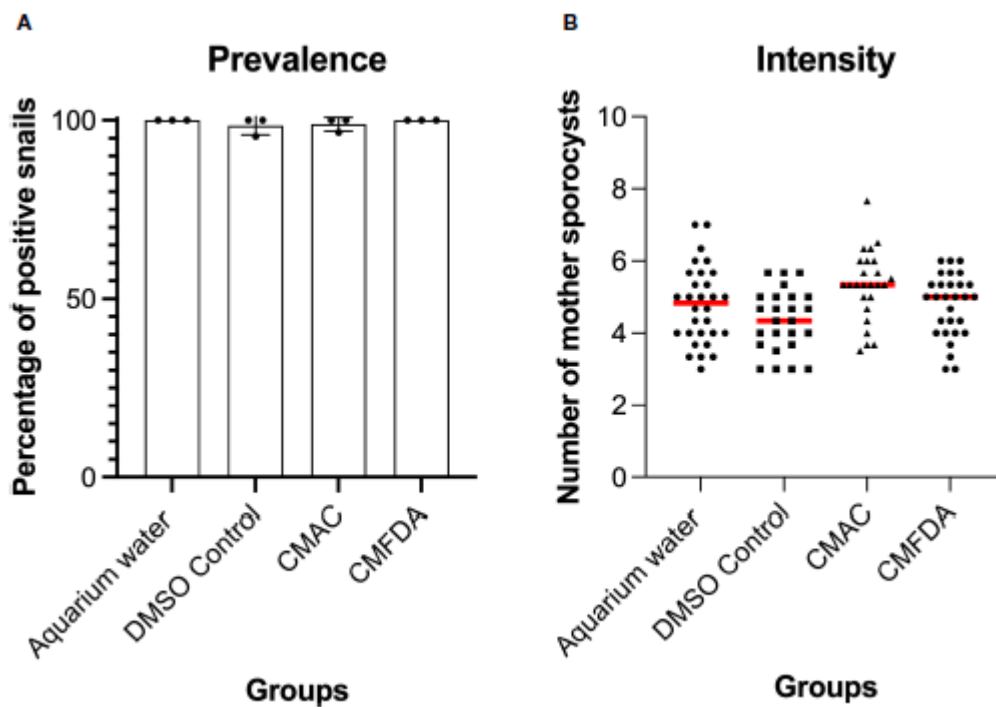 A
Prevalence
Percentage of positive snails
100
50
0
Aquarium water
DMSO Control
CMAC
CMFDA
Groups
B
Intensity
Number of mother sporocysts
10
8
6
4
2
0
Aquarium water
DMSO Control
CMAC
CMFDA
Groups